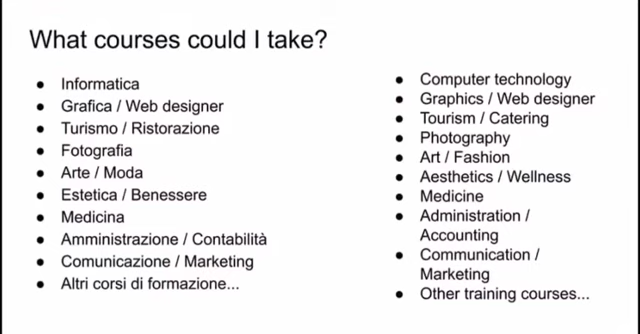 What courses could I take?
● Informatica
● Grafica / Web designer
● Turismo / Ristorazione
● Fotografia
● Arte / Moda
● Estetica / Benessere
● Medicina
● Amministrazione / Contabilità
● Comunicazione / Marketing
● Altri corsi di formazione...
● Computer technology
● Graphics / Web designer
● Tourism / Catering
● Photography
● Art / Fashion
● Aesthetics / Wellness
● Medicine
● Administration /
Accounting
● Communication /
Marketing
● Other training courses...